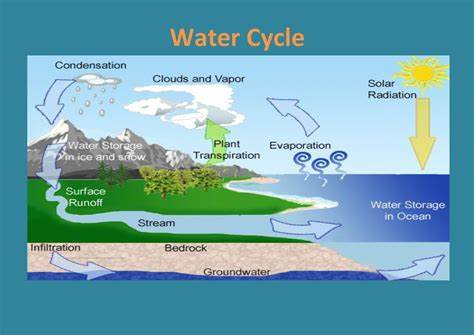 Water Cycle
Condensation
Clouds and Vapor
Solar
Radiation
Water Storage
in ice and snow
Plant
Transpiration
Evaporation
Surface
Runoff
Water Storage
in Ocean
Stream
Infiltration
Bedrock
Groundwater